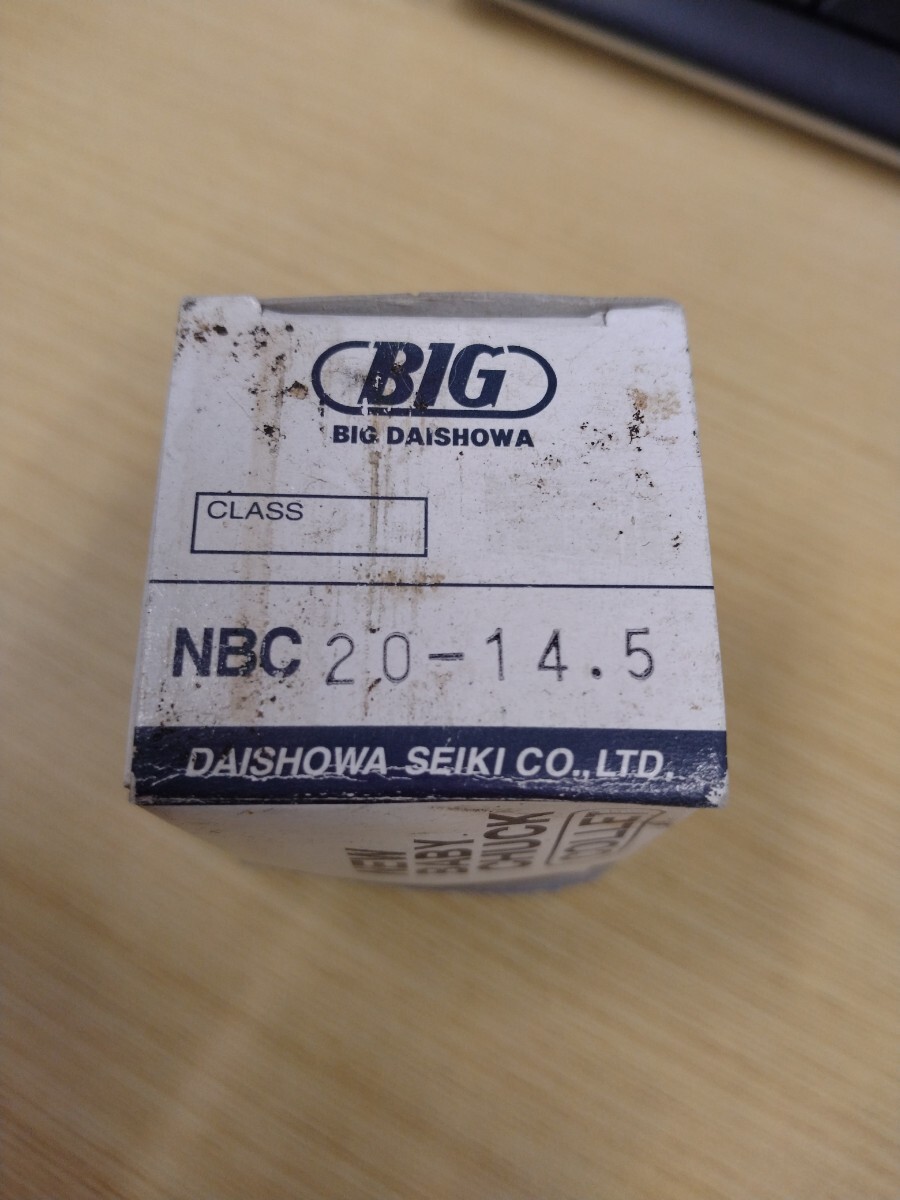 BIG
BIG DAISHOWA
CLASS
NBC 20-14.5
DAISHOWA SEIKI CO., LTD.
NEW
BABY
CHUCK
COLLET